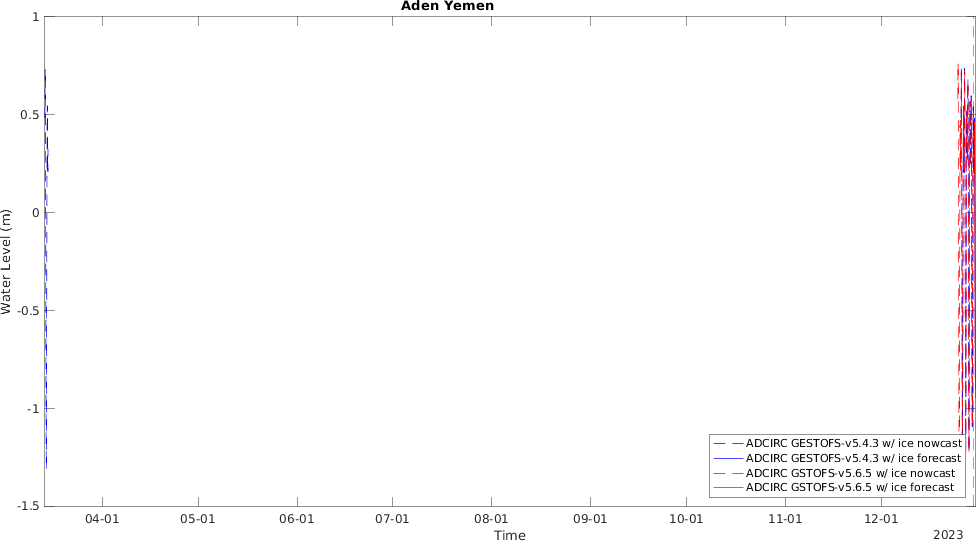 Aden Yemen
1
0.5
0
-0.5
-1
-1.5
Water Level (m)
04-01 05-01 06-01 07-01 08-01 09-01 10-01 11-01 12-01
Time
2023
ADCIRC GESTOFS-v5.4.3 w/ ice nowcast
ADCIRC GESTOFS-v5.4.3 w/ ice forecast
ADCIRC GSTOFS-v5.6.5 w/ ice nowcast
ADCIRC GSTOFS-v5.6.5 w/ ice forecast